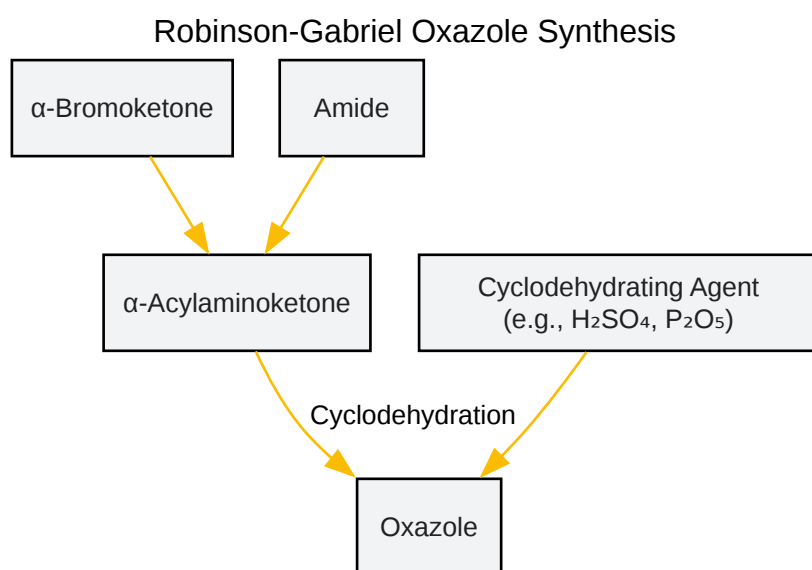 Robinson-Gabriel Oxazole Synthesis
α-Bromoketone
Amide
α-Acylaminoketone
Cyclodehydrating Agent
(e.g., H₂SO₄, P₂O₅)
Cyclodehydration
Oxazole